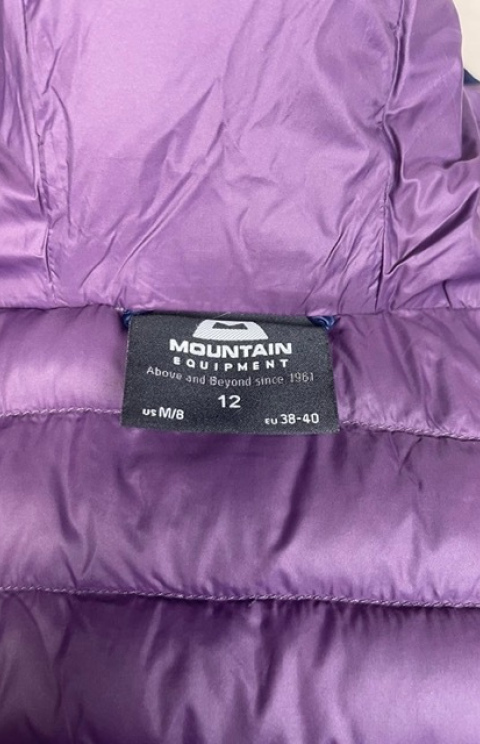 MOUNTAIN
EQUIPMENT
Above and Beyond since 1961
12
US M/8
EU 38-40